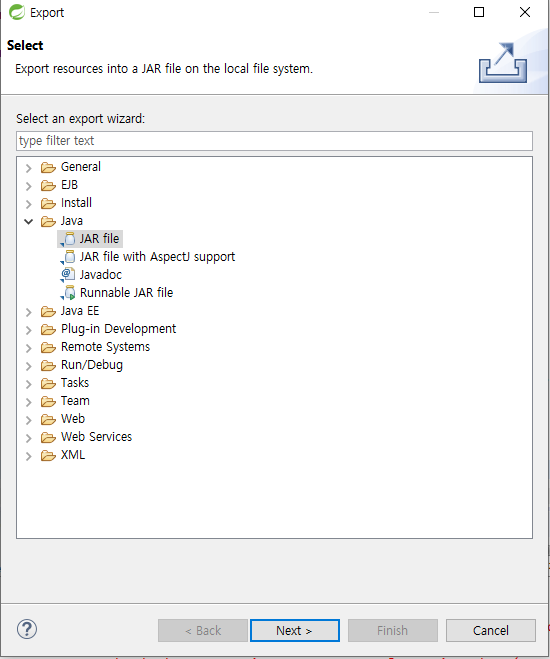 Export
Select
Export resources into a JAR file on the local file system.
Select an export wizard:
type filter text
General
EJB
Install
Java
JAR file
JAR file with AspectJ support
Javadoc
Runnable JAR file
Java EE
Plug-in Development
Remote Systems
Run/Debug
Tasks
Team
Web
Web Services
XML
?
< Back
Next >
Finish
Cancel